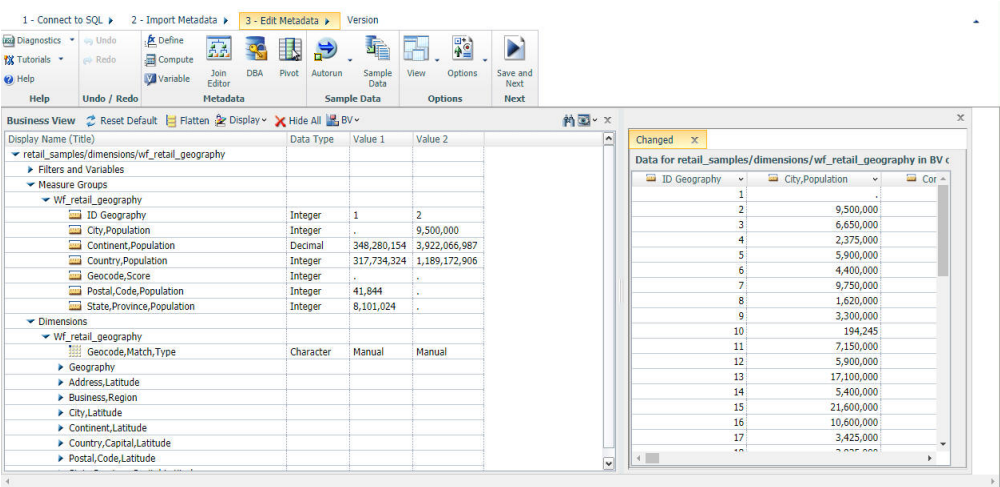 1 - Connect to SQL 2 - Import Metadata 3 - Edit Metadata Version
Diagnostics Undo Define
Tutorials Redo Compute
Help Variable Join Editor DBA Pivot Autorun Sample Data View Options Save and Next
Help Undo / Redo Metadata Sample Data Options Next
Business View Reset Default Flatten Display Hide All BV x
Display Name (Title) Data Type Value 1 Value 2
retail_samples/dimensions/wf_retail_geography
Filters and Variables
Measure Groups
Wf_retail_geography
ID Geography Integer 1 2
City,Population Integer . 9,500,000
Continent,Population Decimal 348,280,154 3,922,066,987
Country,Population Integer 317,734,324 1,189,172,906
Geocode,Score Integer . .
Postal,Code,Population Integer 41,844 .
State,Province,Population Integer 8,101,024 .
Dimensions
Wf_retail_geography
Geocode,Match,Type Character Manual Manual
Geography
Address,Latitude
Business,Region
City,Latitude
Continent,Latitude
Country,Capital,Latitude
Postal,Code,Latitude
x
Changed x
Data for retail_samples/dimensions/wf_retail_geography in BV c
ID Geography City,Population Cor
1 .
2 9,500,000
3 6,650,000
4 2,375,000
5 5,900,000
6 4,400,000
7 9,750,000
8 1,620,000
9 3,300,000
10 194,245
11 7,150,000
12 5,900,000
13 17,100,000
14 5,400,000
15 21,600,000
16 10,600,000
17 3,425,000